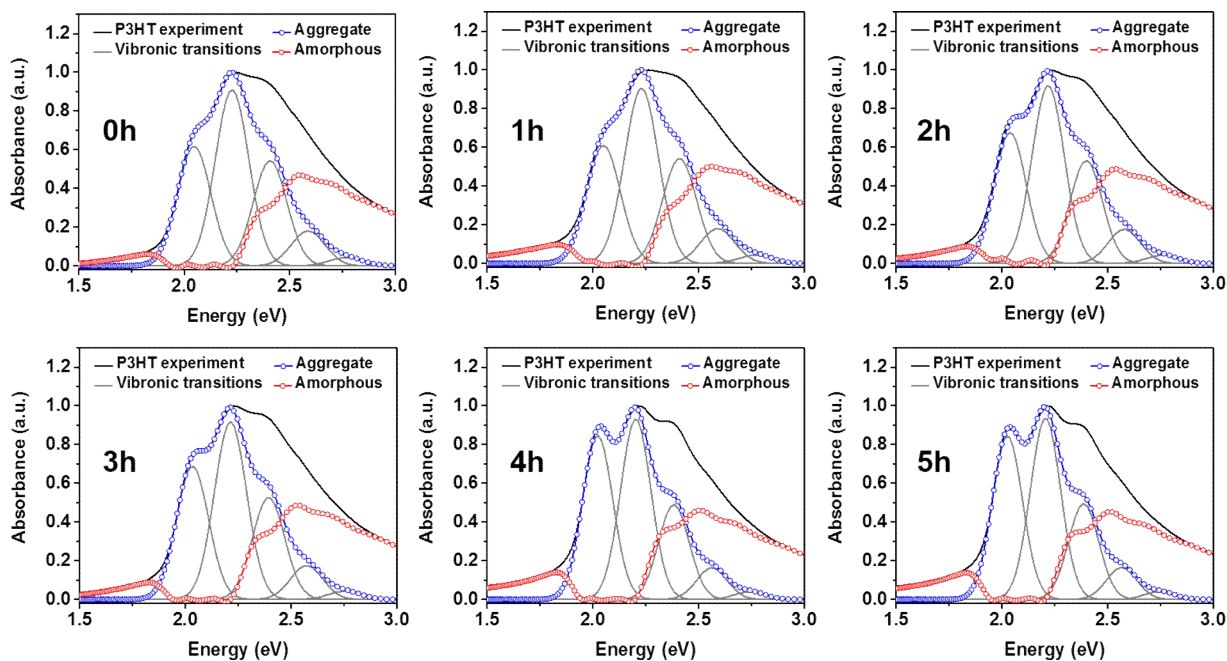 P3HT experiment Aggregate
Vibronic transitions Amorphous
Absorbance (a.u.)
1.2
1.0
0.8
0.6
0.4
0.2
0.0
0h
1.5 2.0 2.5 3.0
Energy (eV)
P3HT experiment Aggregate
Vibronic transitions Amorphous
Absorbance (a.u.)
1.2
1.0
0.8
0.6
0.4
0.2
0.0
1h
1.5 2.0 2.5 3.0
Energy (eV)
P3HT experiment Aggregate
Vibronic transitions Amorphous
Absorbance (a.u.)
1.2
1.0
0.8
0.6
0.4
0.2
0.0
2h
1.5 2.0 2.5 3.0
Energy (eV)
P3HT experiment Aggregate
Vibronic transitions Amorphous
Absorbance (a.u.)
1.2
1.0
0.8
0.6
0.4
0.2
0.0
3h
1.5 2.0 2.5 3.0
Energy (eV)
P3HT experiment Aggregate
Vibronic transitions Amorphous
Absorbance (a.u.)
1.2
1.0
0.8
0.6
0.4
0.2
0.0
4h
1.5 2.0 2.5 3.0
Energy (eV)
P3HT experiment Aggregate
Vibronic transitions Amorphous
Absorbance (a.u.)
1.2
1.0
0.8
0.6
0.4
0.2
0.0
5h
1.5 2.0 2.5 3.0
Energy (eV)